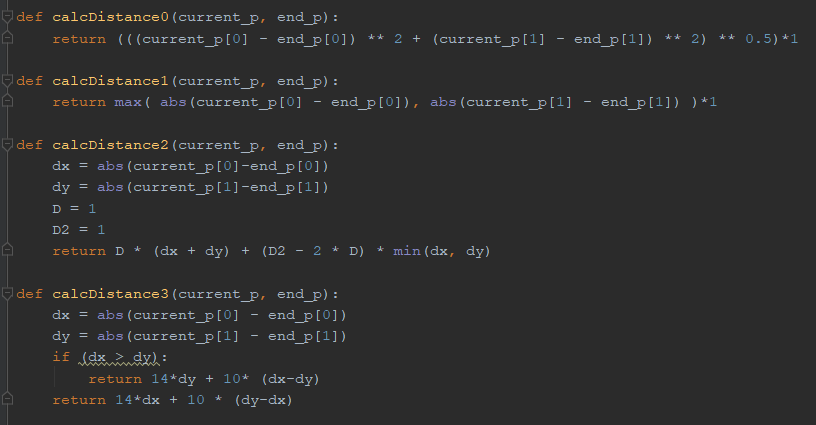 def calcDistance0(current_p, end_p):
    return (((current_p[0] - end_p[0]) ** 2 + (current_p[1] - end_p[1]) ** 2) ** 0.5)*1
def calcDistance1(current_p, end_p):
    return max( abs(current_p[0] - end_p[0]), abs(current_p[1] - end_p[1]) )*1
def calcDistance2(current_p, end_p):
    dx = abs(current_p[0]-end_p[0])
    dy = abs(current_p[1]-end_p[1])
    D = 1
    D2 = 1
    return D * (dx + dy) + (D2 - 2 * D) * min(dx, dy)
def calcDistance3(current_p, end_p):
    dx = abs(current_p[0] - end_p[0])
    dy = abs(current_p[1] - end_p[1])
    if (dx > dy):
        return 14*dy + 10* (dx-dy)
    return 14*dx + 10 * (dy-dx)